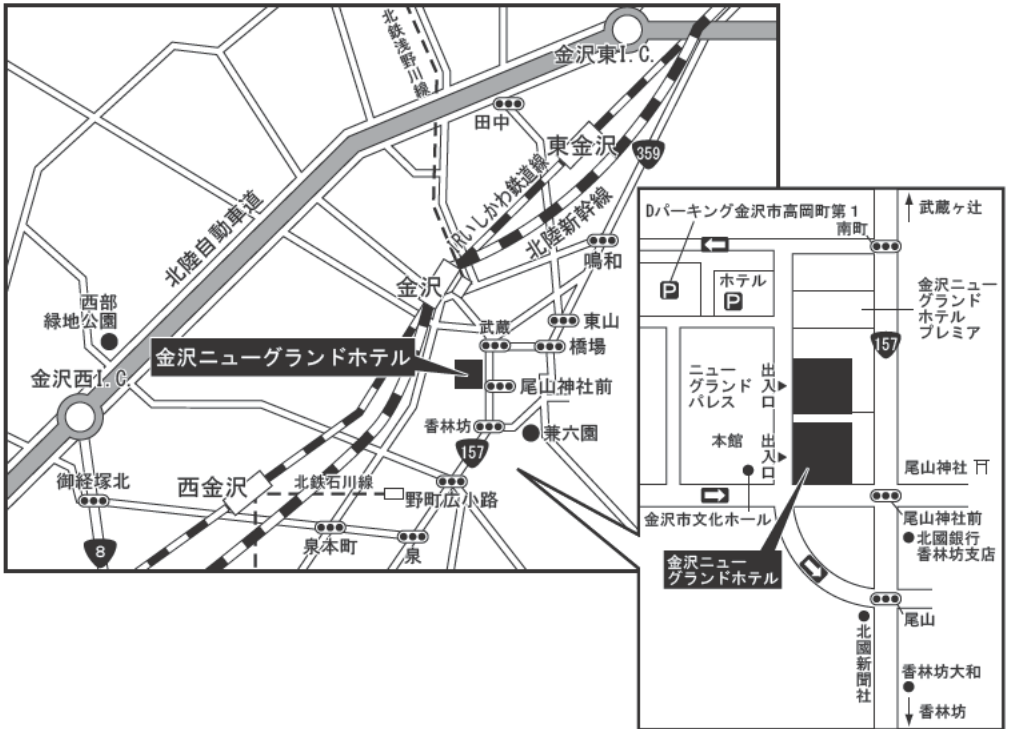 北鉄浅野川線
金沢東I.C.
田中
東金沢
359
IRいしかわ鉄道線
北陸新幹線
北陸自動車道
鳴和
金沢
西部
緑地公園
武蔵
東山
橋場
金沢ニューグランドホテル
金沢西I.C.
尾山神社前
香林坊
兼六園
157
御経塚北
西金沢
北鉄石川線
野町広小路
8
泉本町
泉
Dパーキング金沢市高岡町第1
武蔵ヶ辻
南町
P
ホテル
P
金沢ニュー
グランド
ホテル
プレミア
157
ニュー
グランド
パレス
出入口
本館
出入口
尾山神社
金沢市文化ホール
尾山神社前
北國銀行
香林坊支店
金沢ニュー
グランドホテル
尾山
北國新聞社
香林坊大和
香林坊